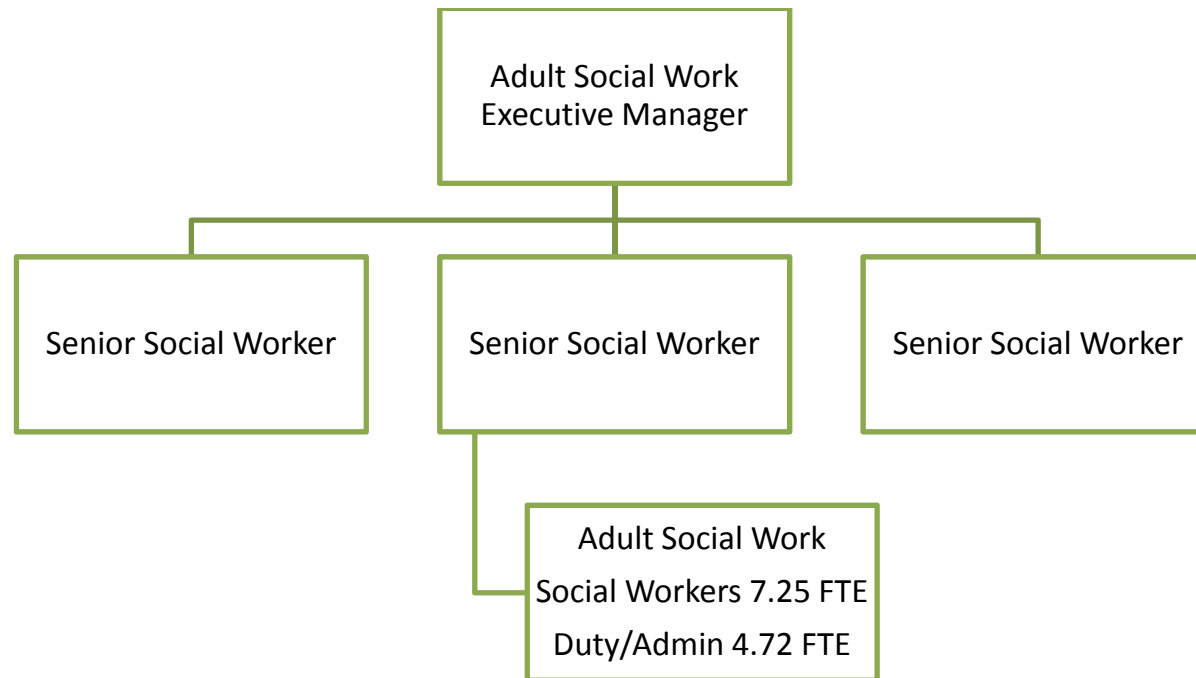 Adult Social Work
Executive Manager
Senior Social Worker
Senior Social Worker
Senior Social Worker
Adult Social Work
Social Workers 7.25 FTE
Duty/Admin 4.72 FTE